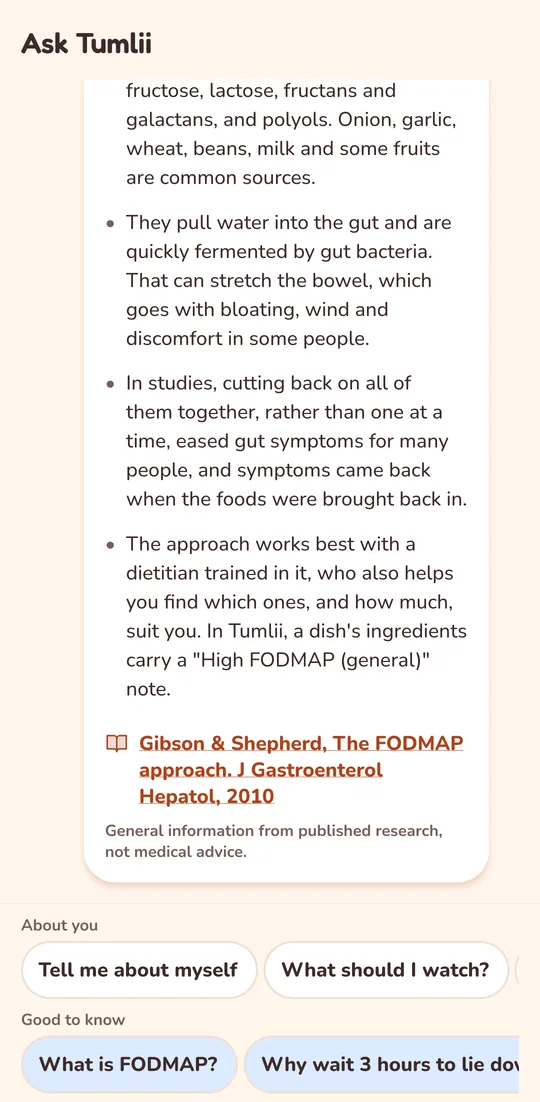 Ask Tumlii
fructose, lactose, fructans and
galactans, and polyols. Onion, garlic,
wheat, beans, milk and some fruits
are common sources.
• They pull water into the gut and are
quickly fermented by gut bacteria.
That can stretch the bowel, which
goes with bloating, wind and
discomfort in some people.
• In studies, cutting back on all of
them together, rather than one at a
time, eased gut symptoms for many
people, and symptoms came back
when the foods were brought back in.
• The approach works best with a
dietitian trained in it, who also helps
you find which ones, and how much,
suit you. In Tumlii, a dish's ingredients
carry a "High FODMAP (general)"
note.
Gibson & Shepherd, The FODMAP
approach. J Gastroenterol
Hepatol, 2010
General information from published research,
not medical advice.
About you
Tell me about myself
What should I watch?
Good to know
What is FODMAP?
Why wait 3 hours to lie